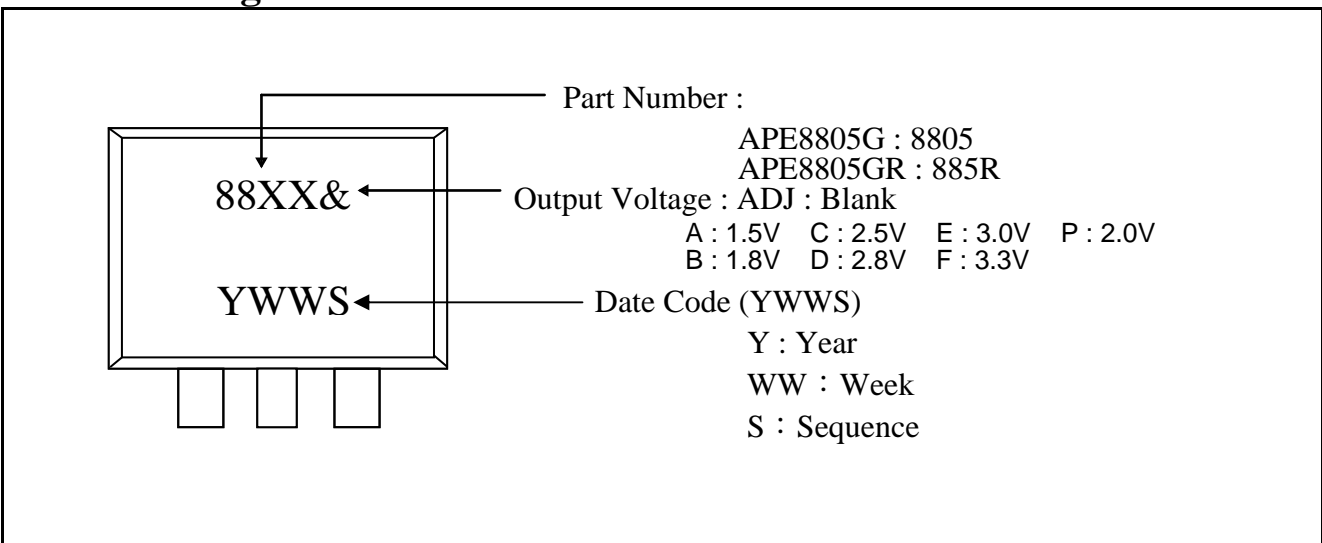 Part Number :
APE8805G : 8805
APE8805GR : 885R
88XX&
Output Voltage : ADJ : Blank
A : 1.5V C : 2.5V E : 3.0V P : 2.0V
B : 1.8V D : 2.8V F : 3.3V
YWWS
Date Code (YWWS)
Y : Year
WW：Week
S：Sequence